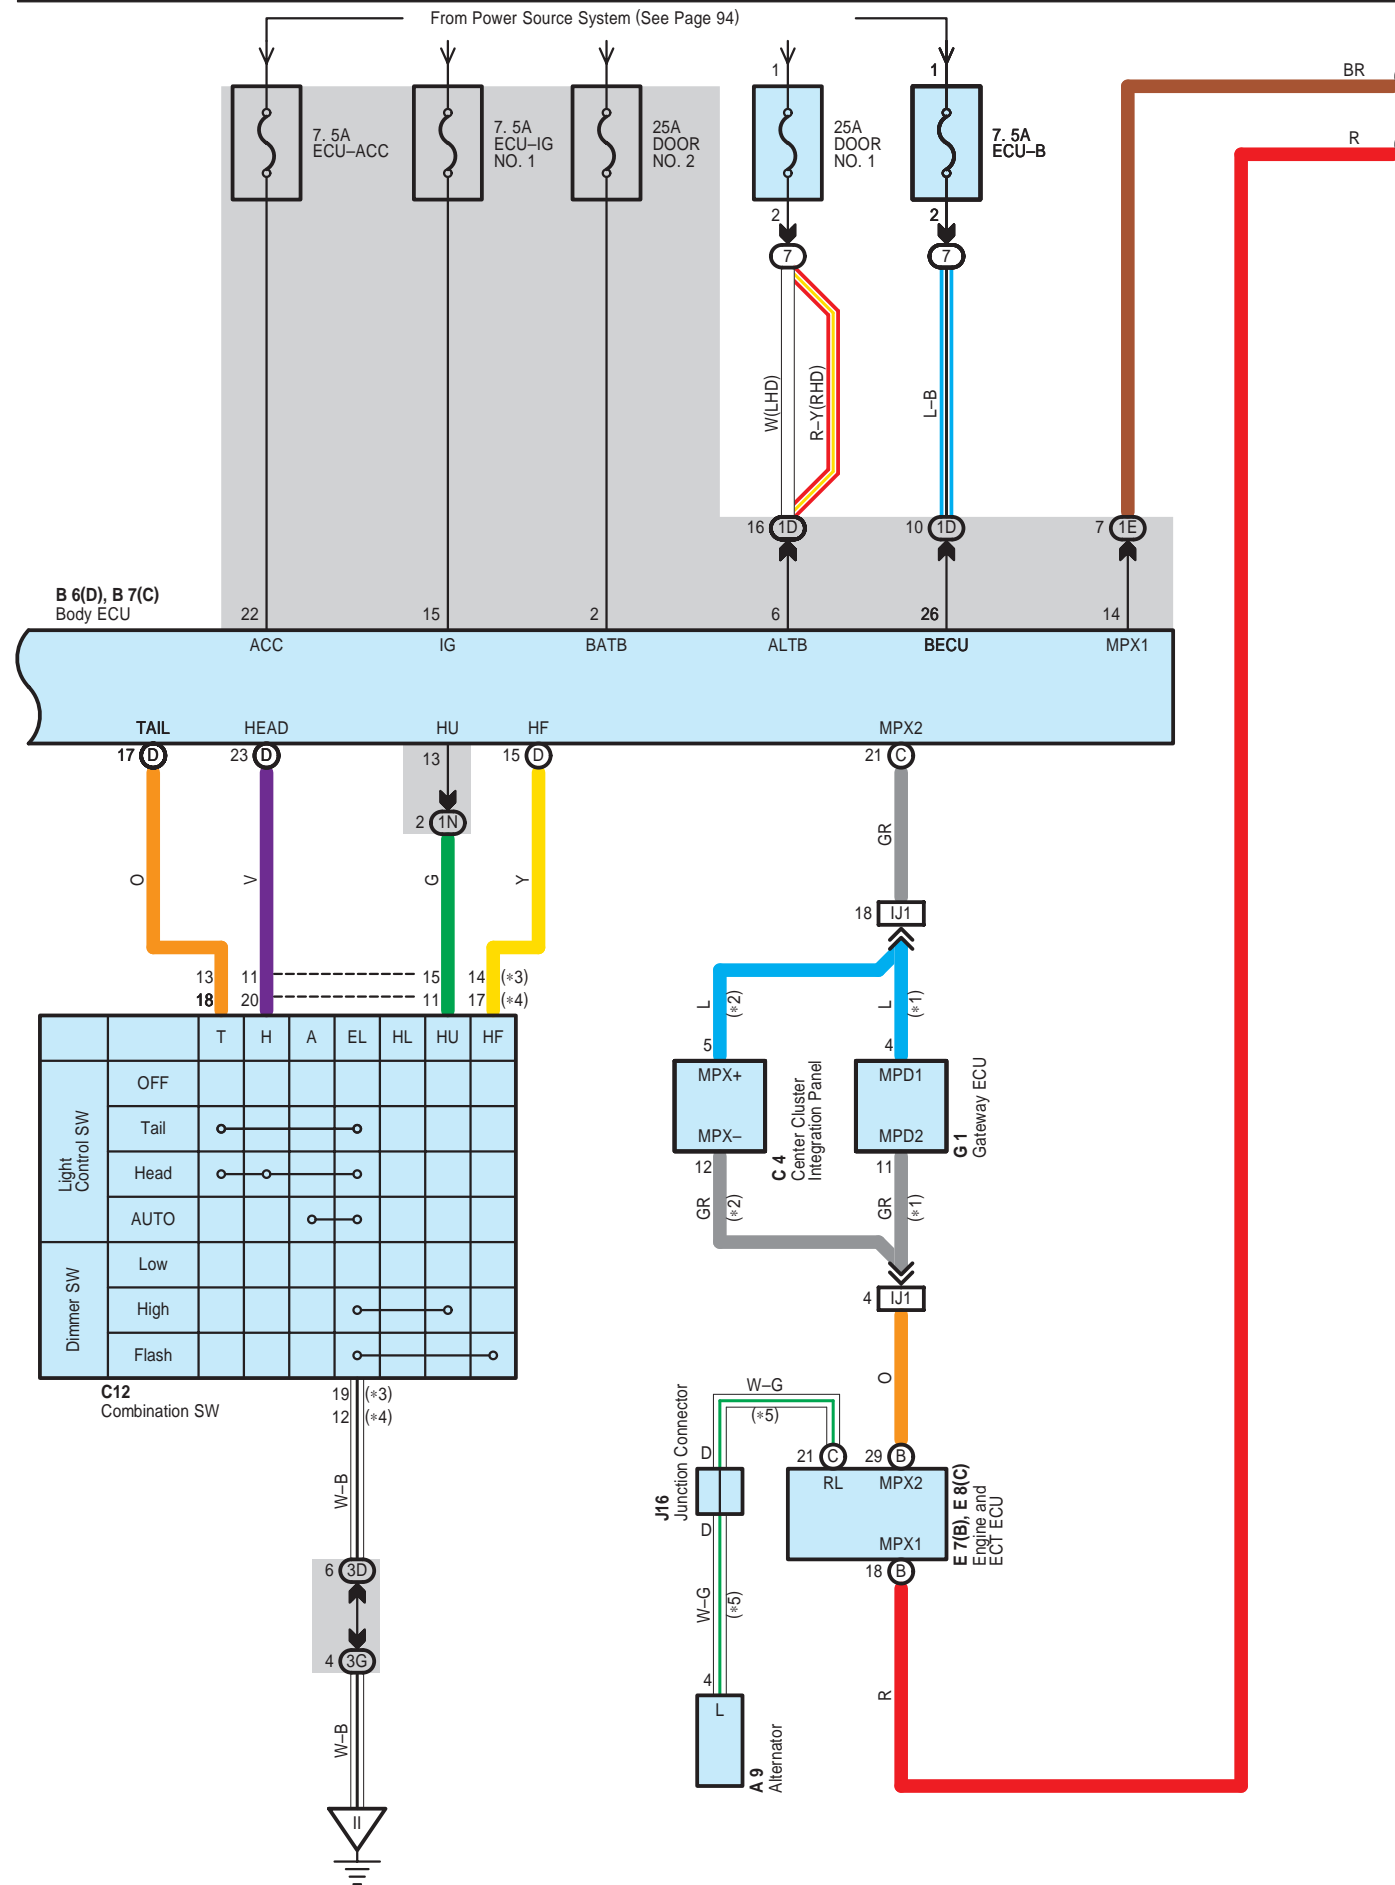 From Power Source System (See Page 94)
BR
R
1
1
7. 5A
ECU–ACC
7. 5A
ECU–IG
NO. 1
25A
DOOR
NO. 2
25A
DOOR
NO. 1
7. 5A
ECU–B
2
2
7
7
W(LHD)
R–Y(RHD)
L–B
16 1D
10 1D
7 1E
B 6(D), B 7(C)
Body ECU
22
15
2
6
26
14
ACC
IG
BATB
ALTB
BECU
MPX1
TAIL
HEAD
HU
HF
MPX2
17 D
23 D
13
15 D
21 C
2 1N
O
V
G
Y
GR
18 IJ1
13
11
15
14 (∗3)
18
20
11
17 (∗4)
L
(∗2)
L
(∗1)
5
4
T
H
A
EL
HL
HU
HF
Light
Control SW
OFF
Tail
Head
AUTO
Dimmer SW
Low
High
Flash
MPX+
MPX–
C 4
Center Cluster
Integration Panel
MPD1
MPD2
G 1
Gateway ECU
12
11
GR
(∗2)
GR
(∗1)
4 IJ1
C12
Combination SW
19 (∗3)
12 (∗4)
O
W–G
(∗5)
D
J16
Junction Connector
D
21 C
29 B
RL
MPX2
MPX1
E 7(B), E 8(C)
Engine and
ECT ECU
18 B
W–B
6 3D
4 3G
W–B
II
W–G
(∗5)
4
L
A 9
Alternator
R